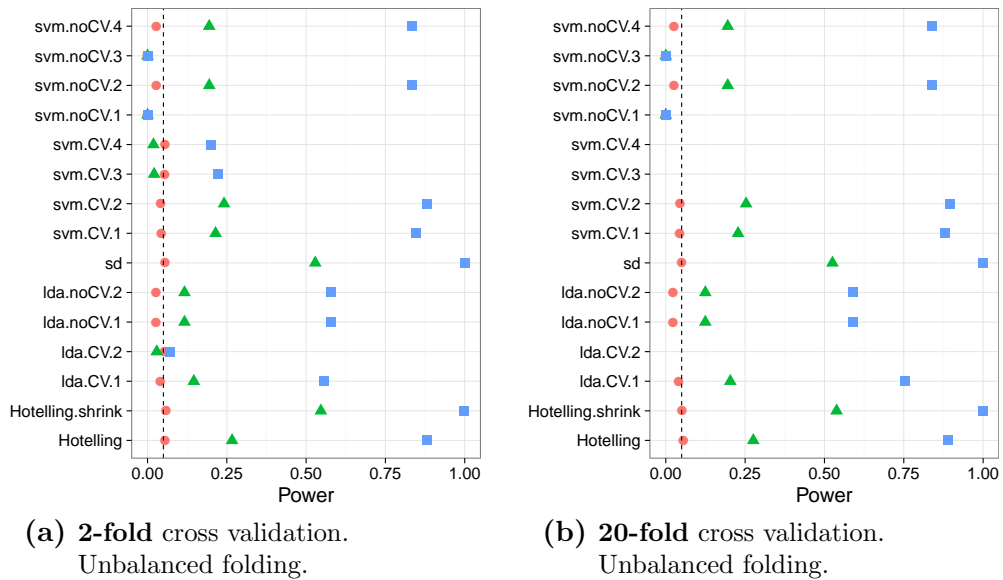 svm.noCV.4
svm.noCV.3
svm.noCV.2
svm.noCV.1
svm.CV.4
svm.CV.3
svm.CV.2
svm.CV.1
sd
lda.noCV.2
lda.noCV.1
lda.CV.2
lda.CV.1
Hotelling.shrink
Hotelling
0.00 0.25 0.50 0.75 1.00
Power
(a) 2-fold cross validation.
Unbalanced folding.
svm.noCV.4
svm.noCV.3
svm.noCV.2
svm.noCV.1
svm.CV.4
svm.CV.3
svm.CV.2
svm.CV.1
sd
lda.noCV.2
lda.noCV.1
lda.CV.2
lda.CV.1
Hotelling.shrink
Hotelling
0.00 0.25 0.50 0.75 1.00
Power
(b) 20-fold cross validation.
Unbalanced folding.